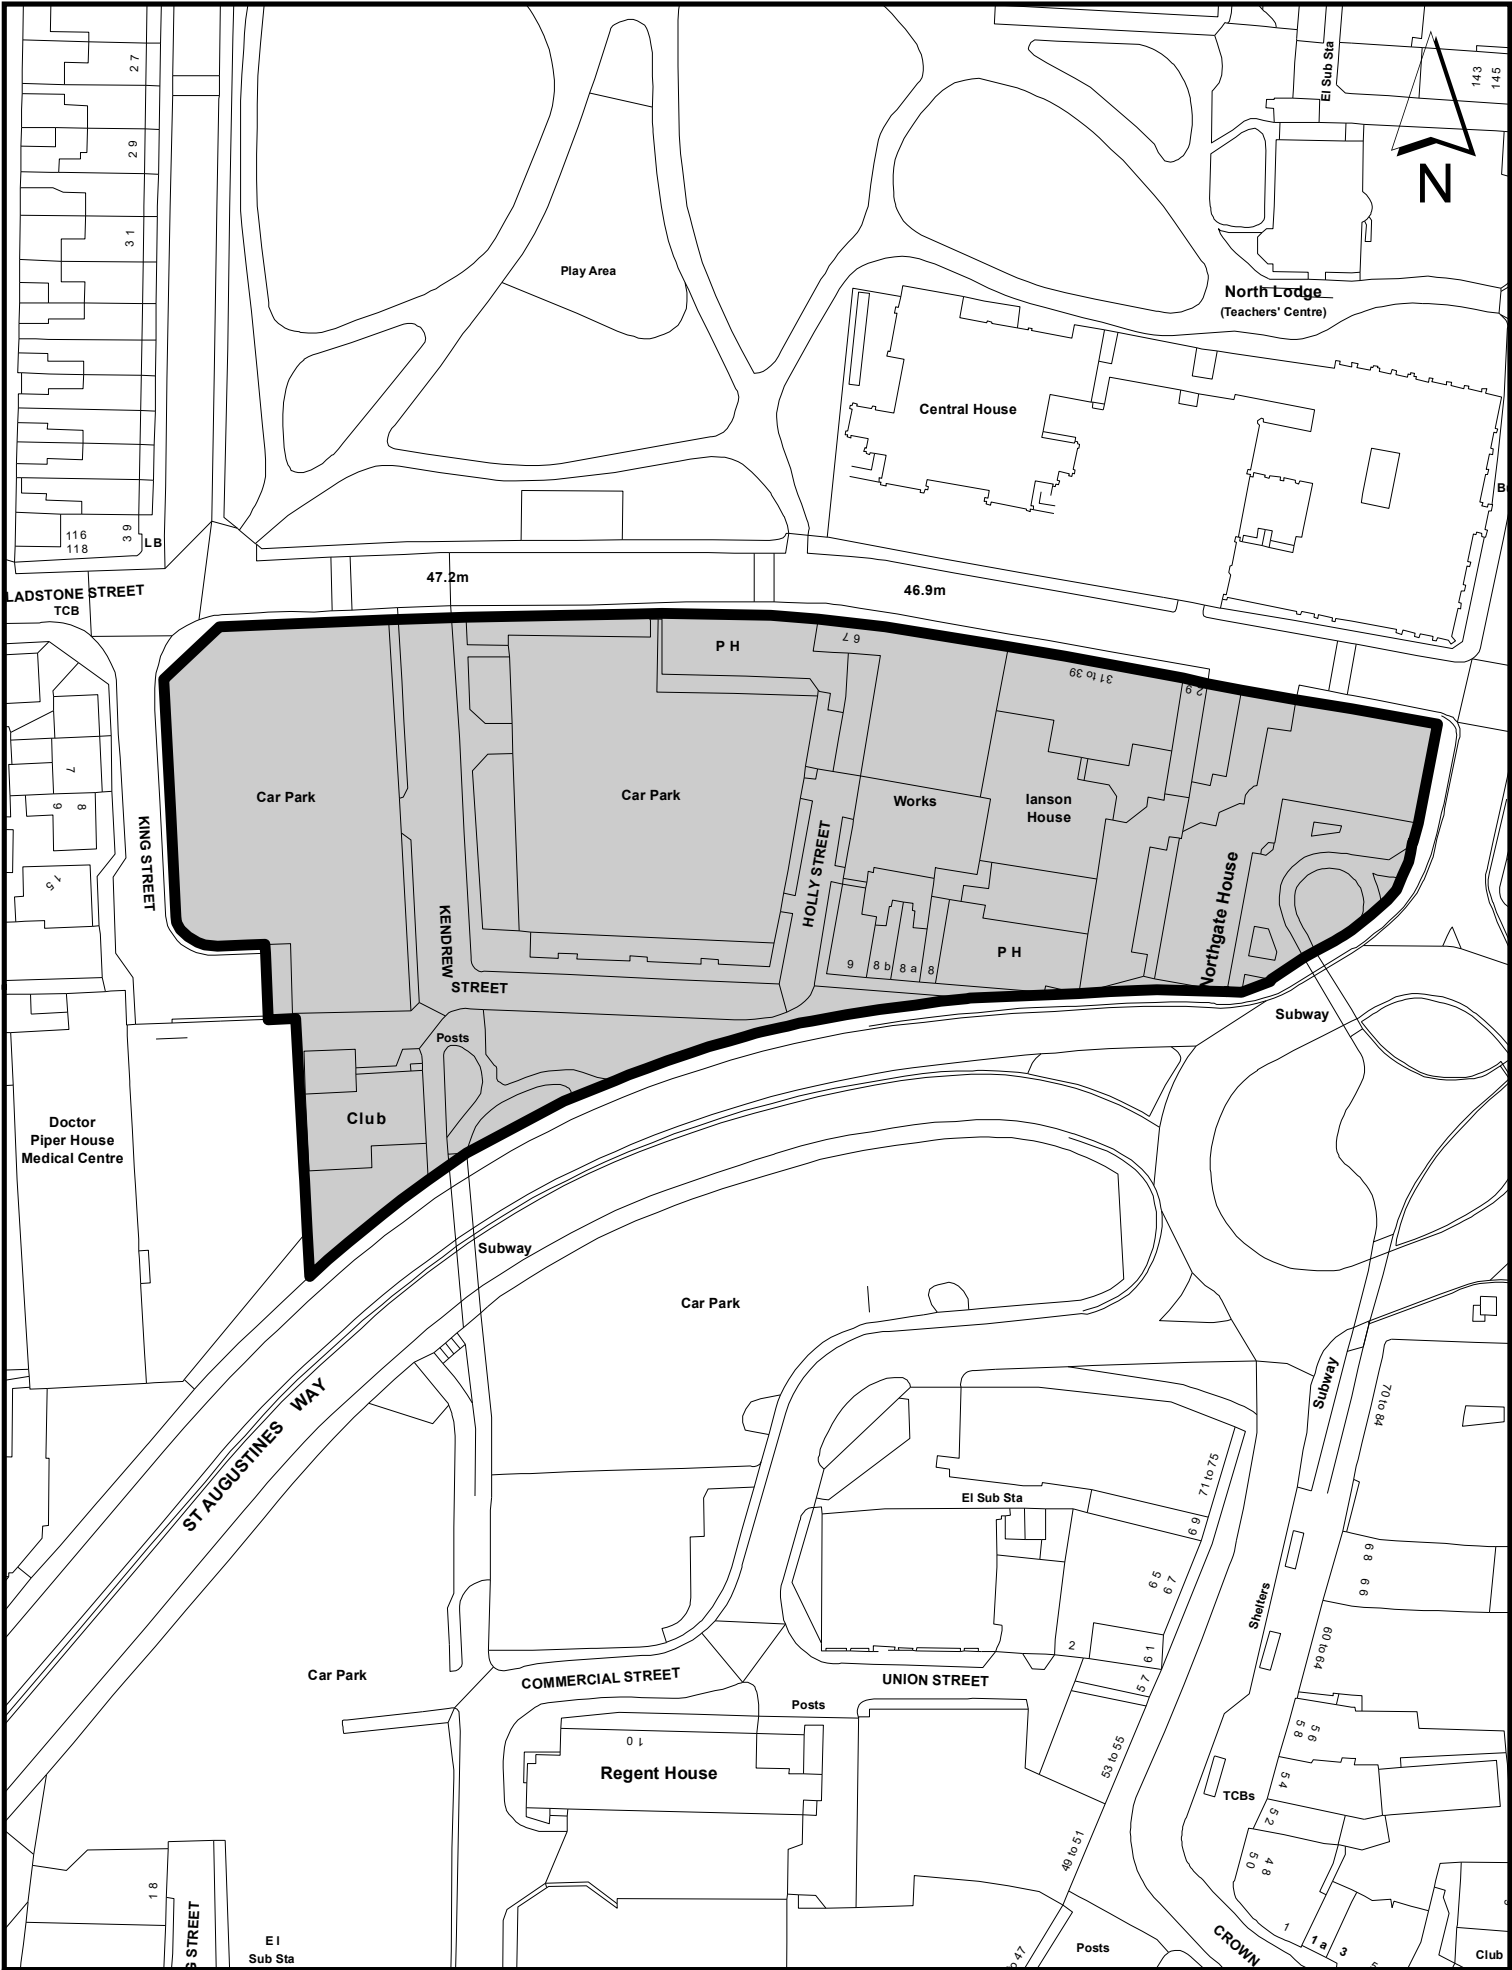 27
29
31
39
116
118
LB
El Sub Sta
143
145
N
Play Area
North Lodge
(Teachers' Centre)
Central House
47.2m
46.9m
LADSTONE STREET
TCB
P H
67
31 to 39
29
Car Park
Car Park
Works
Ianson
House
KING STREET
7
8
9
15
HOLLY STREET
KENDREW
STREET
Northgate House
9
8 b
8 a
8
P H
Posts
Subway
Club
Doctor
Piper House
Medical Centre
Subway
Car Park
ST AUGUSTINES WAY
Subway
70 to 84
71 to 75
El Sub Sta
69
65
67
68
66
Shelters
60 to 64
2
61
57
Car Park
COMMERCIAL STREET
UNION STREET
Posts
10
Regent House
53 to 55
58
56
54
TCBs
52
49 to 51
50
48
18
G STREET
El
Sub Sta
47
Posts
CROWN
1
1 a
3
Club